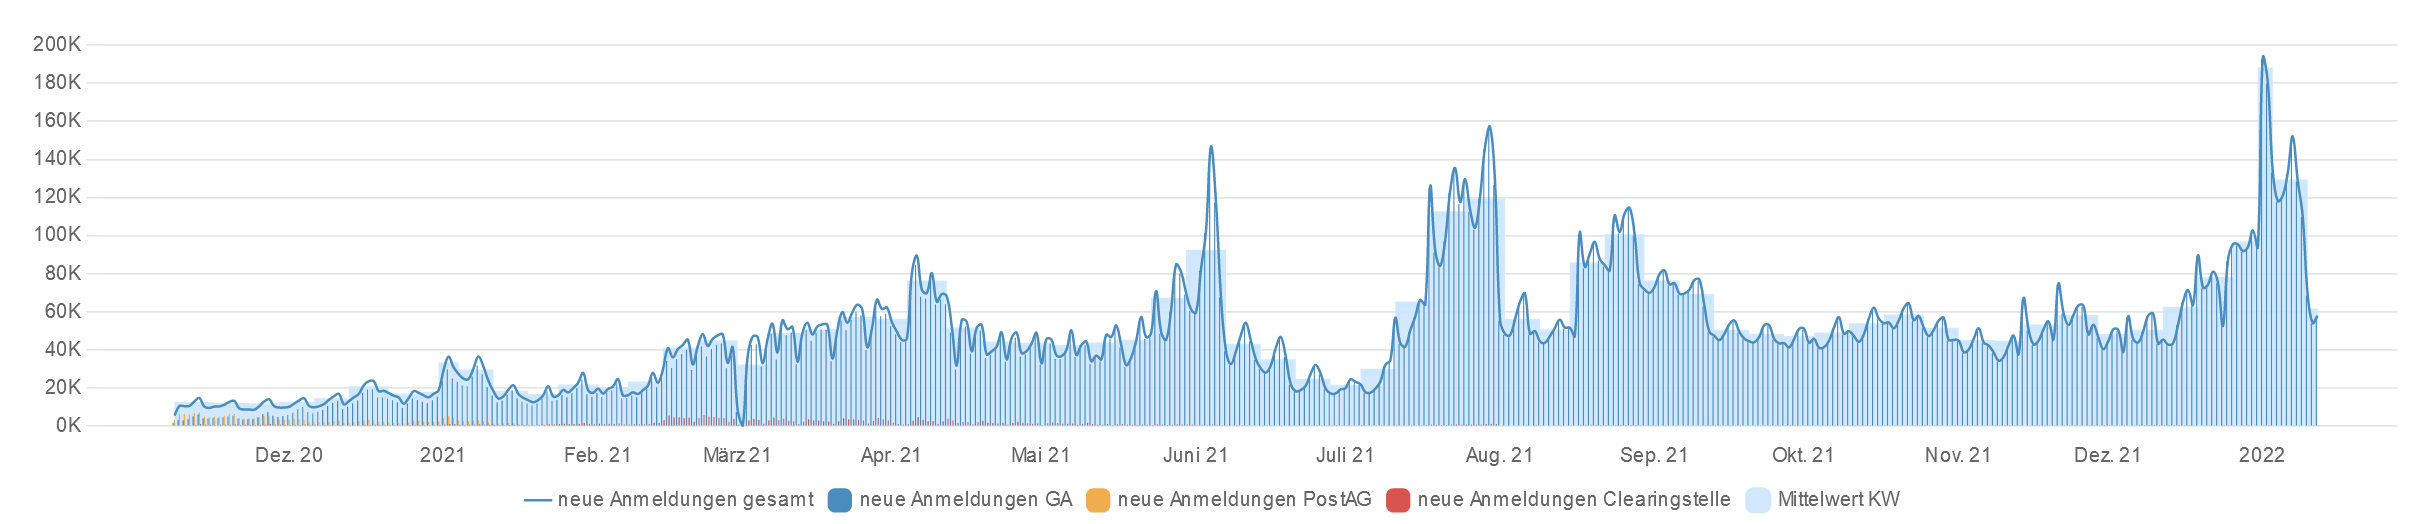 200K
180K
160K
140K
120K
100K
80K
60K
40K
20K
0K
Dez. 20 2021 Feb. 21 März 21 Apr. 21 Mai 21 Juni 21 Juli 21 Aug. 21 Sep. 21 Okt. 21 Nov. 21 Dez. 21 2022
neue Anmeldungen gesamt neue Anmeldungen GA neue Anmeldungen PostAG neue Anmeldungen Clearingstelle Mittelwert KW